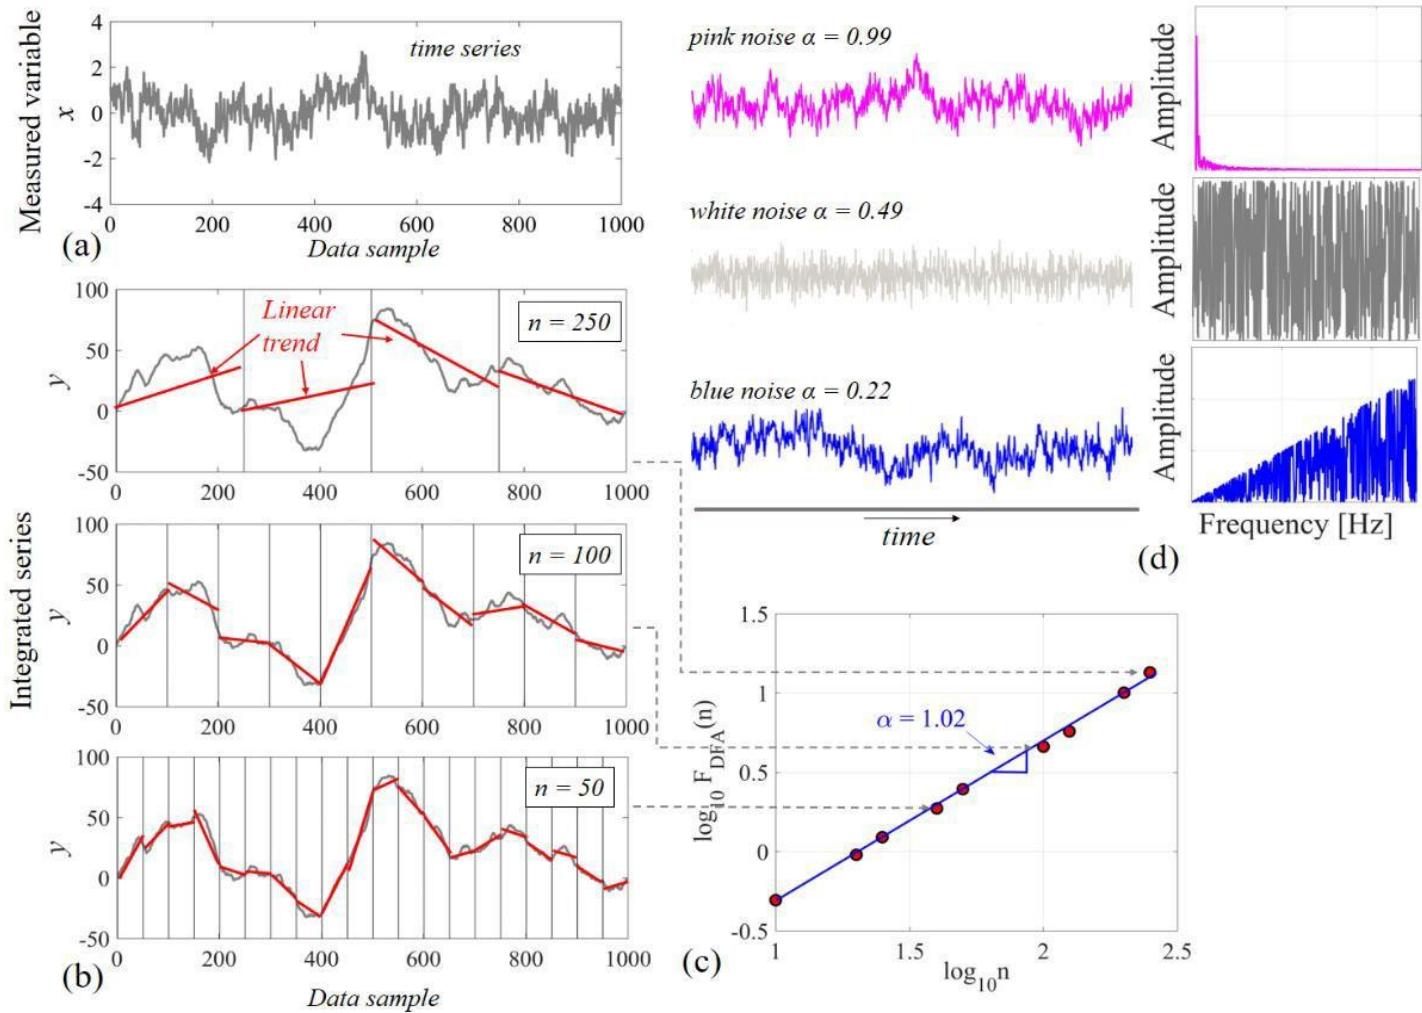 4
2
0
-2
-4
Measured variable
x
time series
0 200 400 600 800 1000
Data sample
(a)
100
50
0
-50
y
Linear
trend
n = 250
0 200 400 600 800 1000
Integrated series
100
50
0
-50
y
n = 100
0 200 400 600 800 1000
100
50
0
-50
y
n = 50
0 200 400 600 800 1000
(b)
Data sample
pink noise α = 0.99
Amplitude
white noise α = 0.49
Amplitude
blue noise α = 0.22
Amplitude
time
Frequency [Hz]
(d)
1.5
1
0.5
0
-0.5
log10 FDFA(n)
α = 1.02
1 1.5 2 2.5
log10n
(c)